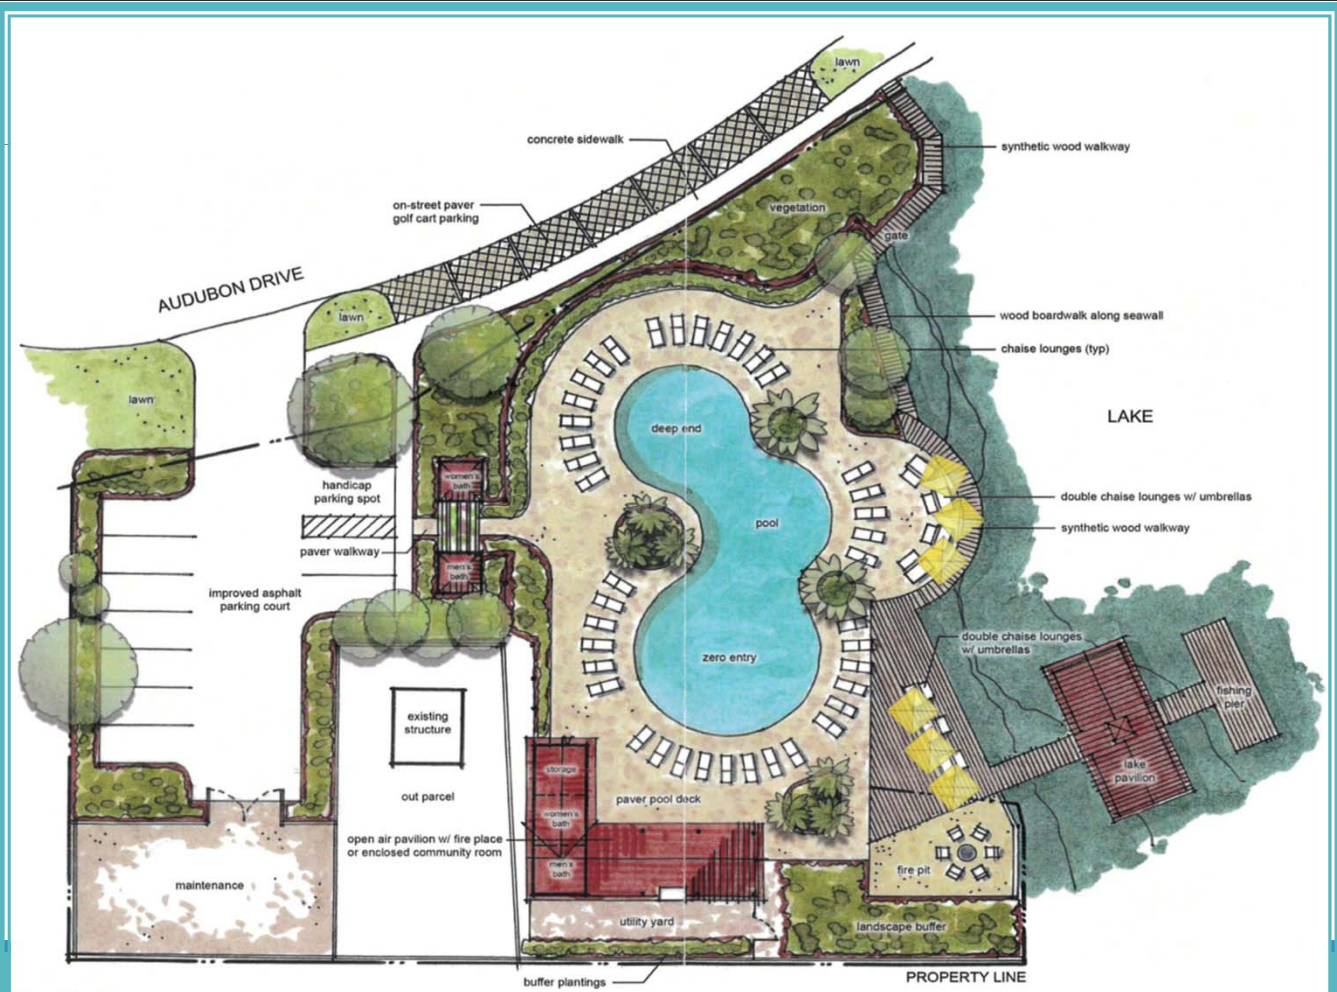 lawn
concrete sidewalk
synthetic wood walkway
on-street paver
golf cart parking
vegetation
gate
AUDUBON DRIVE
lawn
wood boardwalk along seawall
chaise lounges (typ)
lawn
LAKE
deep end
women's
bath
handicap
parking spot
double chaise lounges w/ umbrellas
pool
synthetic wood walkway
paver walkway
men's
bath
improved asphalt
parking court
double chaise lounges
w/ umbrellas
zero entry
fishing
pier
existing
structure
lake
pavilion
storage
out parcel
paver pool deck
women's
bath
open air pavilion w/ fire place
or enclosed community room
men's
bath
fire pit
maintenance
utility yard
landscape buffer
buffer plantings
PROPERTY LINE